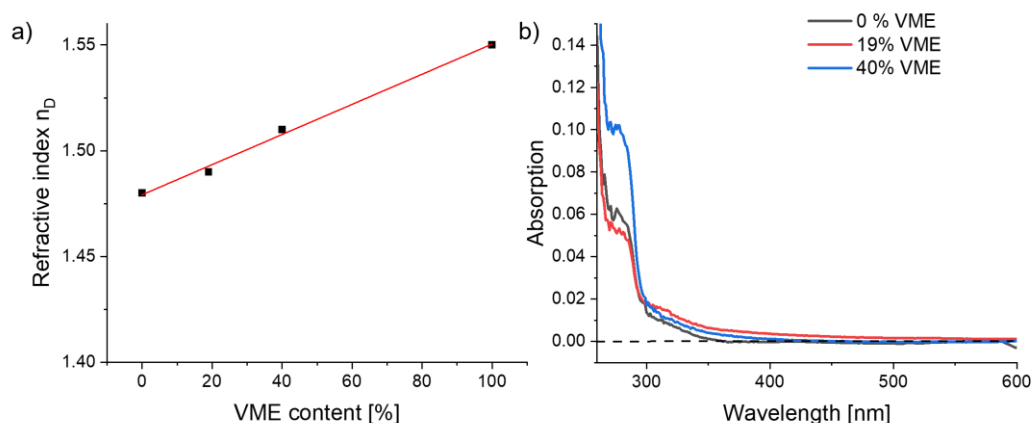 a)
1.55
1.50
1.45
1.40
Refractive index n_D
0
20
40
60
80
100
VME content [%]
b)
0 % VME
19% VME
40% VME
0.14
0.12
0.10
0.08
0.06
0.04
0.02
0.00
Absorption
300
400
500
600
Wavelength [nm]